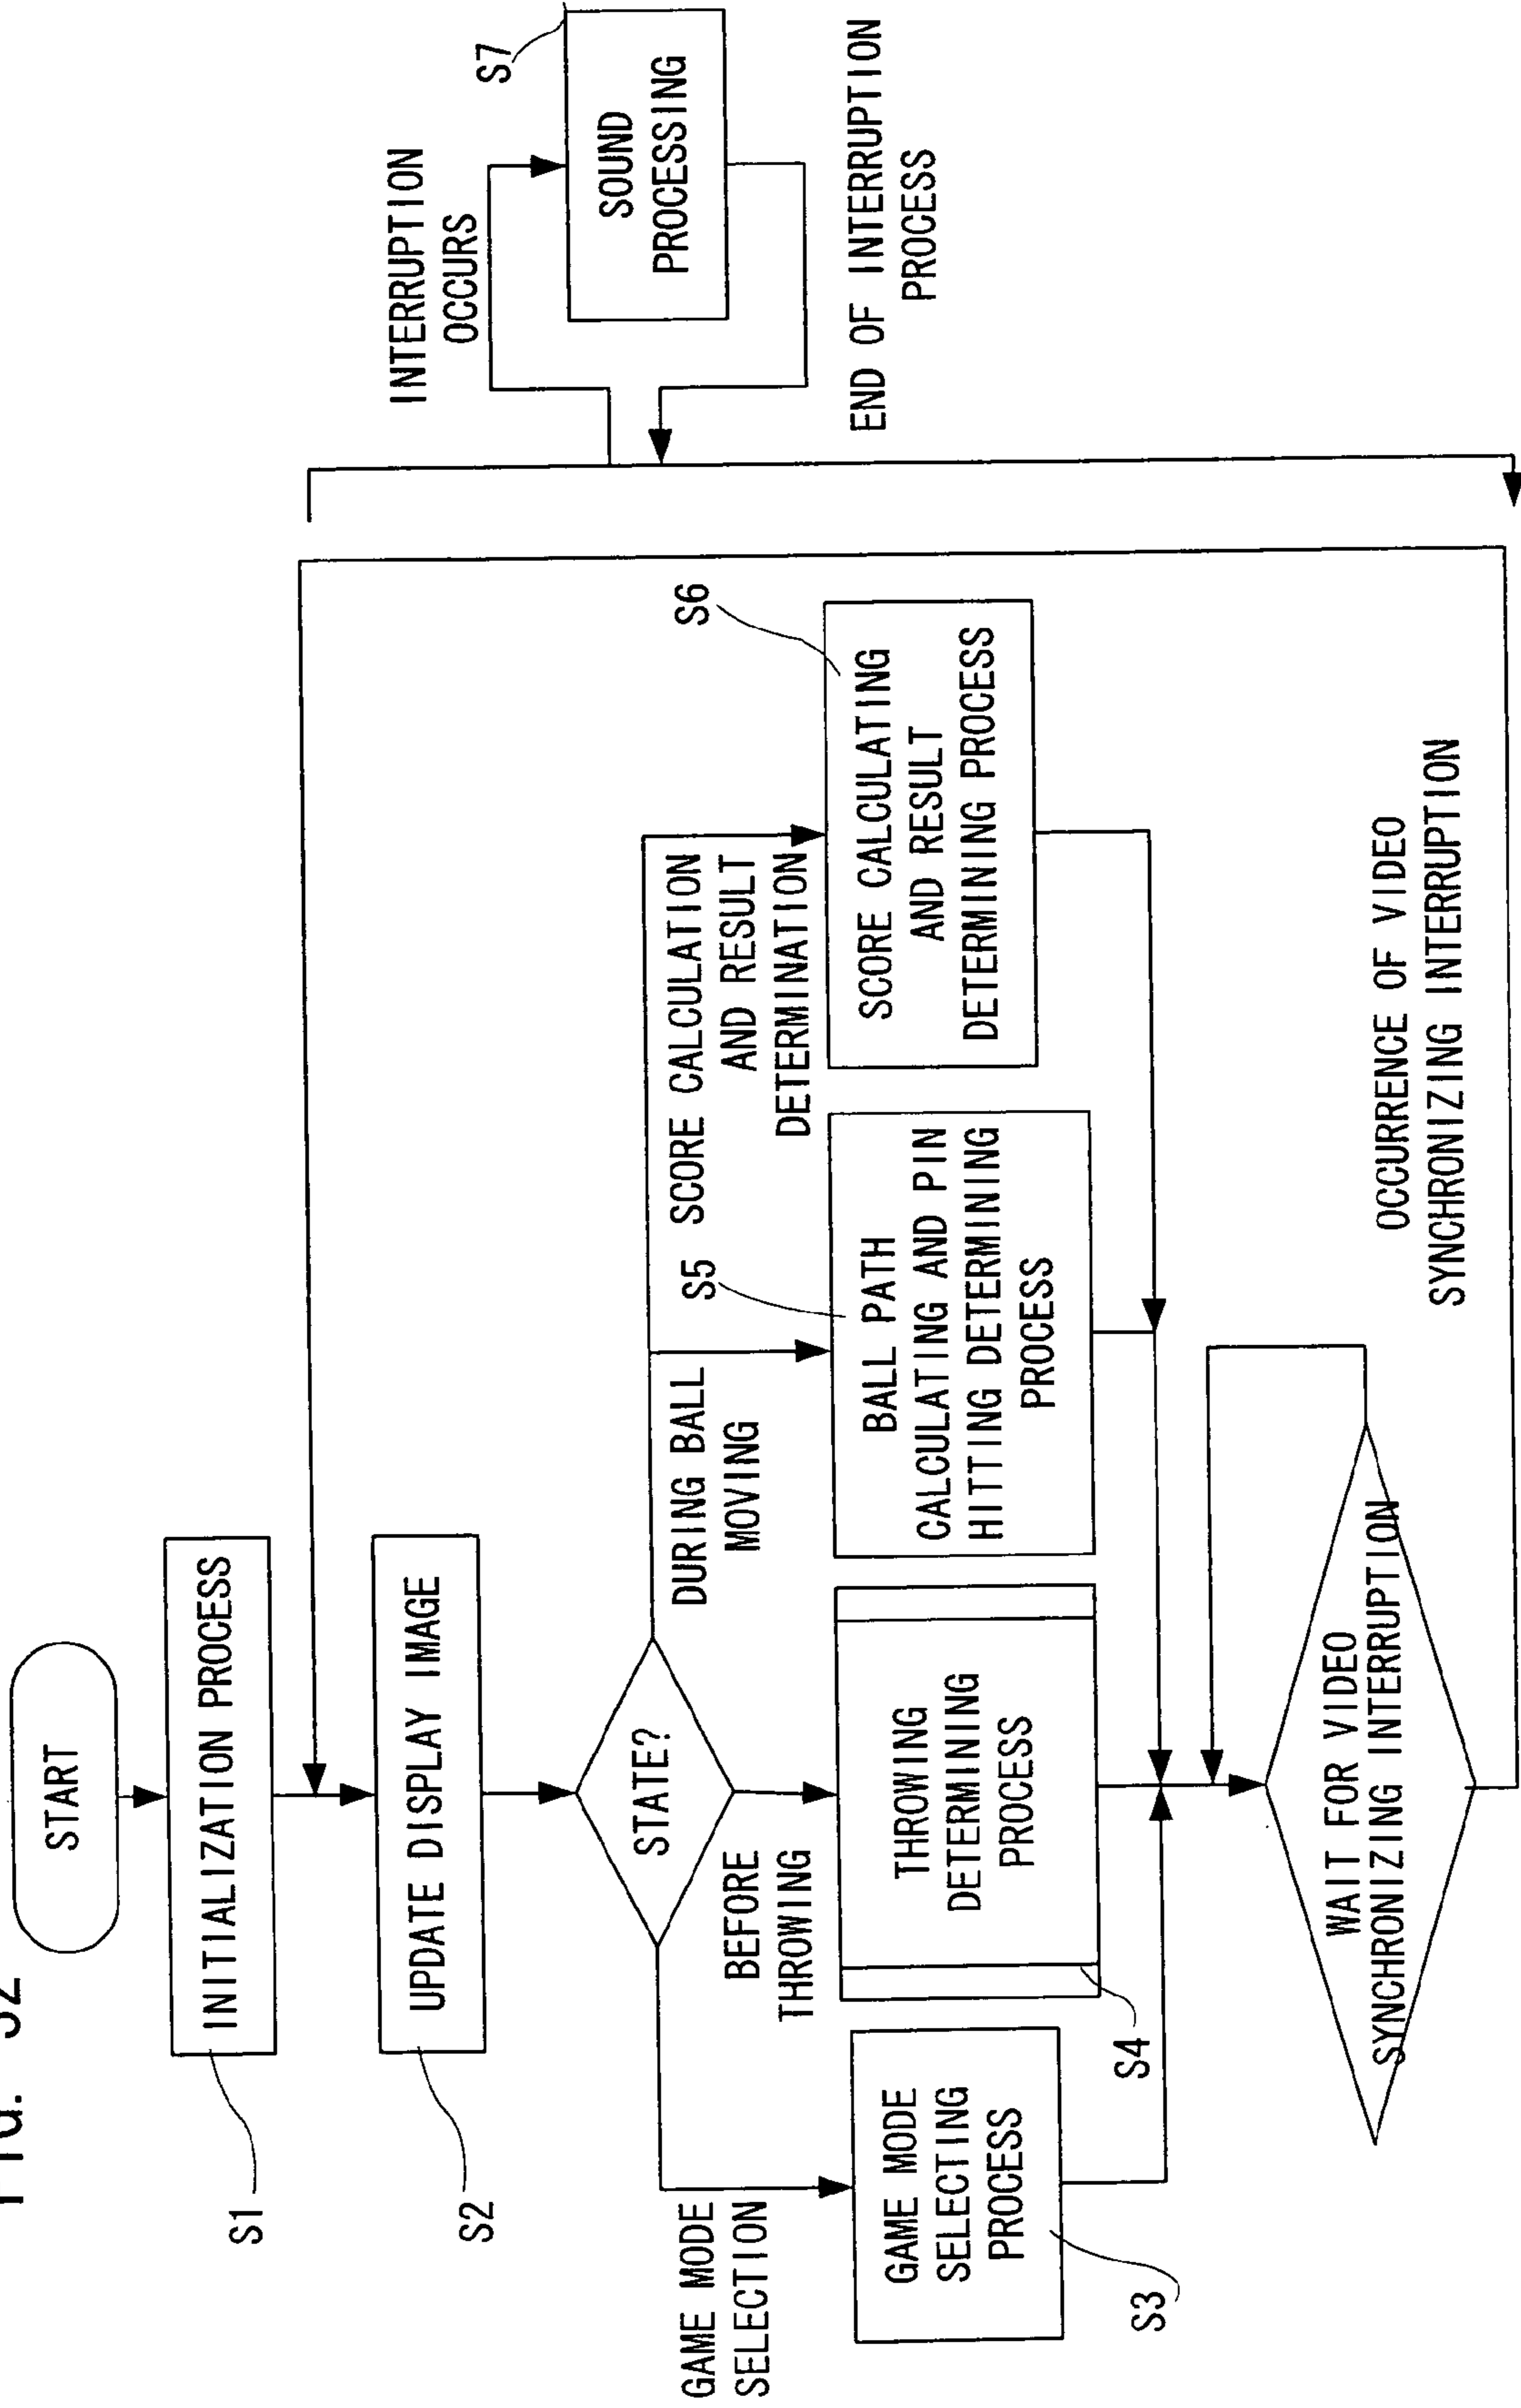 FIG. 32
START
S1
INITIALIZATION PROCESS
S2
UPDATE DISPLAY IMAGE
STATE?
GAME MODE
SELECTION
BEFORE
THROWING
DURING BALL
MOVING
SCORE CALCULATION
AND RESULT
DETERMINATION
S3
GAME MODE
SELECTING
PROCESS
S4
THROWING
DETERMINING
PROCESS
S5
BALL PATH
CALCULATING AND PIN
HITTING DETERMINING
PROCESS
S6
SCORE CALCULATING
AND RESULT
DETERMINING PROCESS
WAIT FOR VIDEO
SYNCHRONIZING INTERRUPTION
OCCURRENCE OF VIDEO
SYNCHRONIZING INTERRUPTION
INTERRUPTION
OCCURS
S7
SOUND
PROCESSING
END OF INTERRUPTION
PROCESS